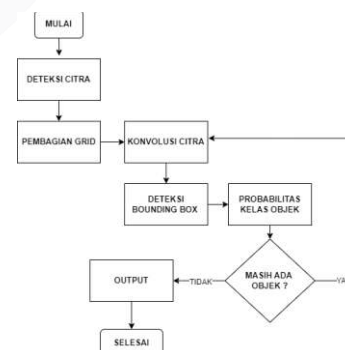 MULAI
DETEKSI CITRA
PEMBAGIAN GRID
KONVOLUSI CITRA
DETEKSI
BOUNDING BOX
PROBABILITAS
KELAS OBJEK
MASIH ADA
OBJEK ?
YA
TIDAK
OUTPUT
SELESAI